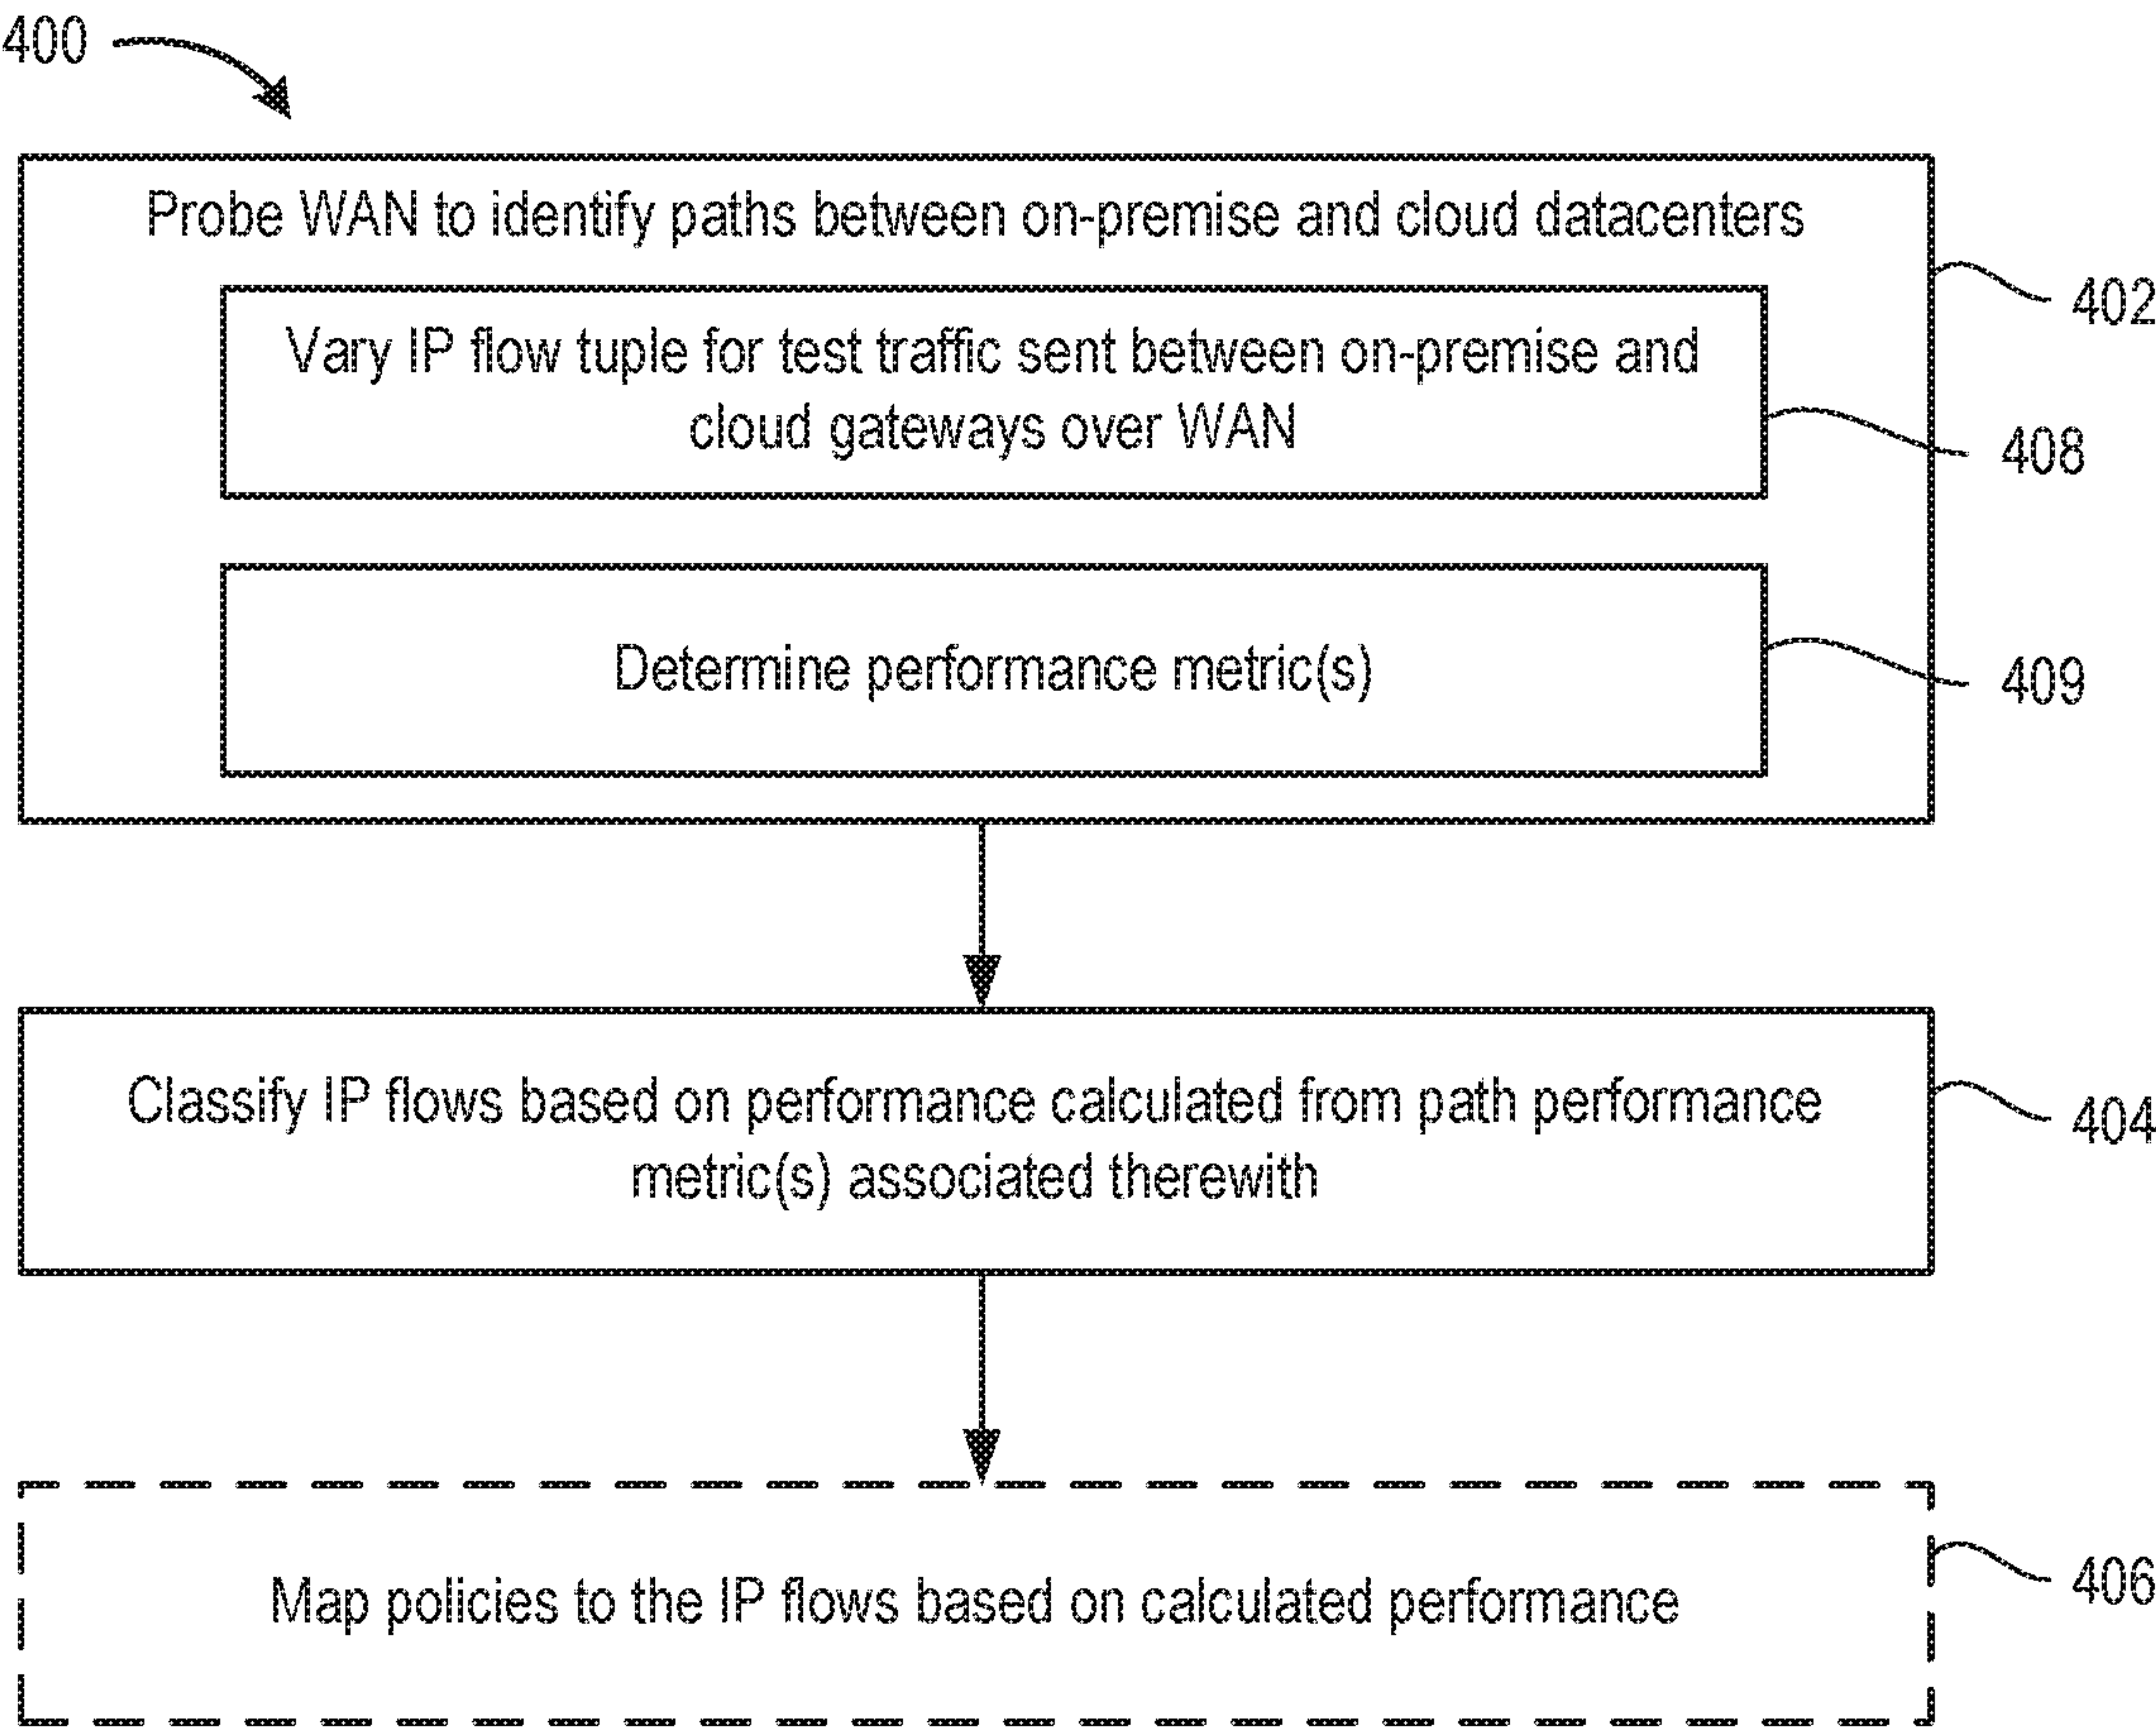 400
Probe WAN to identify paths between on-premise and cloud datacenters
402
Vary IP flow tuple for test traffic sent between on-premise and
cloud gateways over WAN
408
Determine performance metric(s)
409
Classify IP flows based on performance calculated from path performance
metric(s) associated therewith
404
Map policies to the IP flows based on calculated performance
406